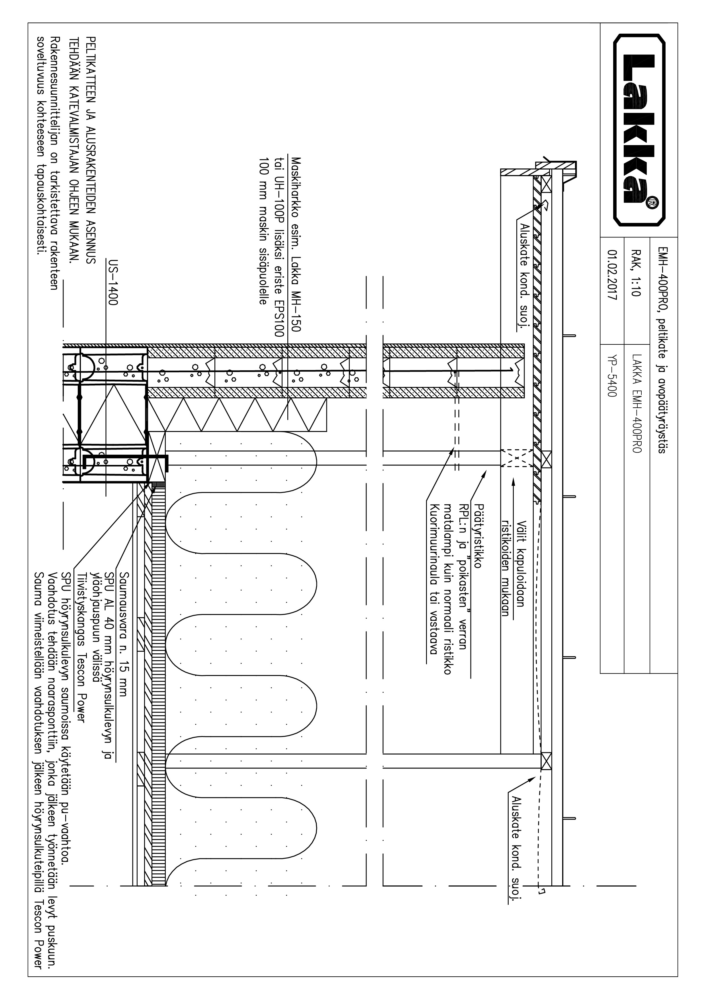 Lakka®
EMH-400PRO, peltikate ja avopäätyräystäs
RAK, 1:10
LAKKA EMH-400PRO
01.02.2017
YP-5400
Aluskate kond. suoj.
Välit kapuloidaan
ristikoiden mukaan
Aluskate kond. suoj.
Päätyristikko
RPL:n ja "poikasten" verran
matalampi kuin normaali ristikko
Kuorimuurinaula tai vastaava
Maskiharkko esim. Lakka MH-150
tai UH-100P lisäksi eriste EPS100
100 mm maskin sisäpuolelle
US-1400
PELTIKATTEEN JA ALUSRAKENTEIDEN ASENNUS
TEHDÄÄN KATEVALMISTAJAN OHJEEN MUKAAN.
Rakennesuunnittelijan on tarkistettava rakenteen
soveltuvuus kohteeseen tapauskohtaisesti.
Saumausvara n. 15 mm
SPU AL 40 mm höyrynsulkulevyn ja
yläohjauspuun välissä
Tiivistyskangas Tescon Power
SPU höyrynsulkulevyn saumoissa käytetään pu-vaahtoa.
Vaahdotus tehdään naarasponttiin, jonka jälkeen työnnetään levyt puskuun.
Sauma viimeistellään vaahdotuksen jälkeen höyrynsulkuteipillä Tescon Power